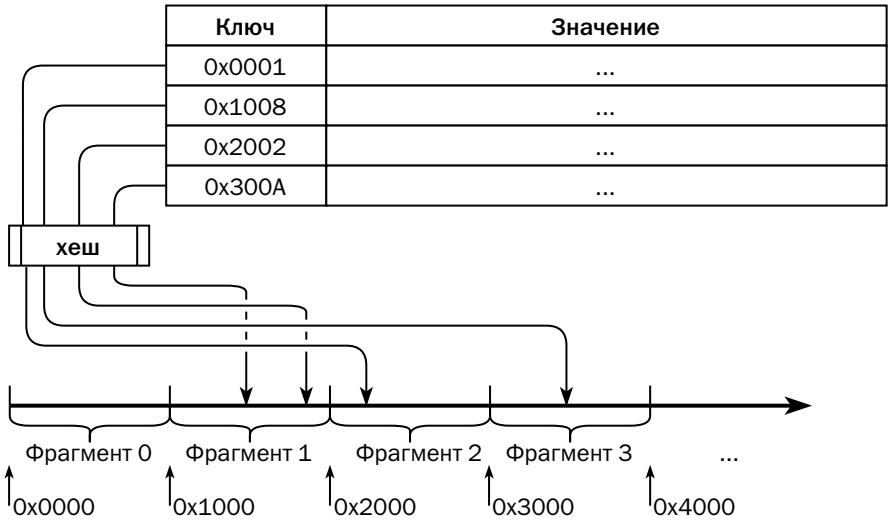 Ключ Значение
0x0001 ...
0x1008 ...
0x2002 ...
0x300A ...
хеш
Фрагмент 0 Фрагмент 1 Фрагмент 2 Фрагмент 3 ...
0x0000 0x1000 0x2000 0x3000 0x4000